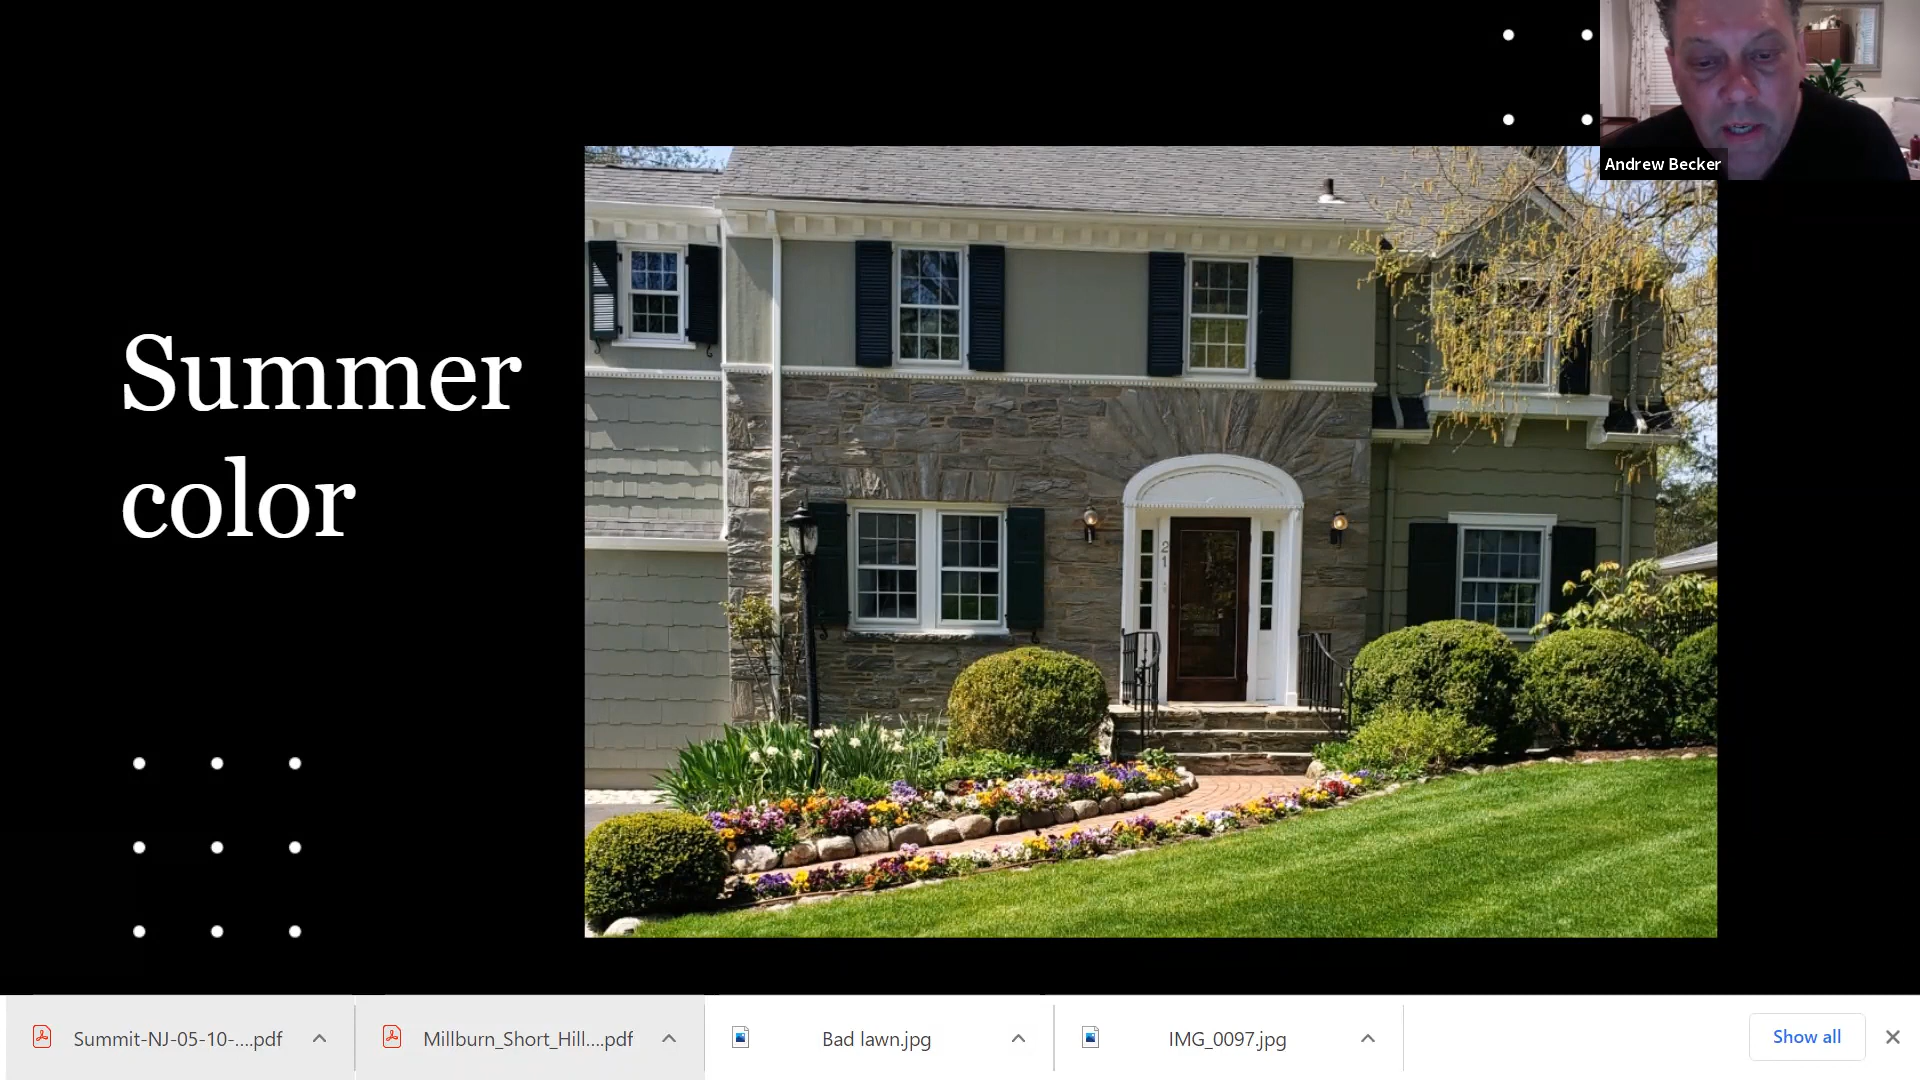 Andrew Becker
Summer
color
21
Summit-NJ-05-10-....pdf
Millburn_Short_Hill....pdf
Bad lawn.jpg
IMG_0097.jpg
Show all